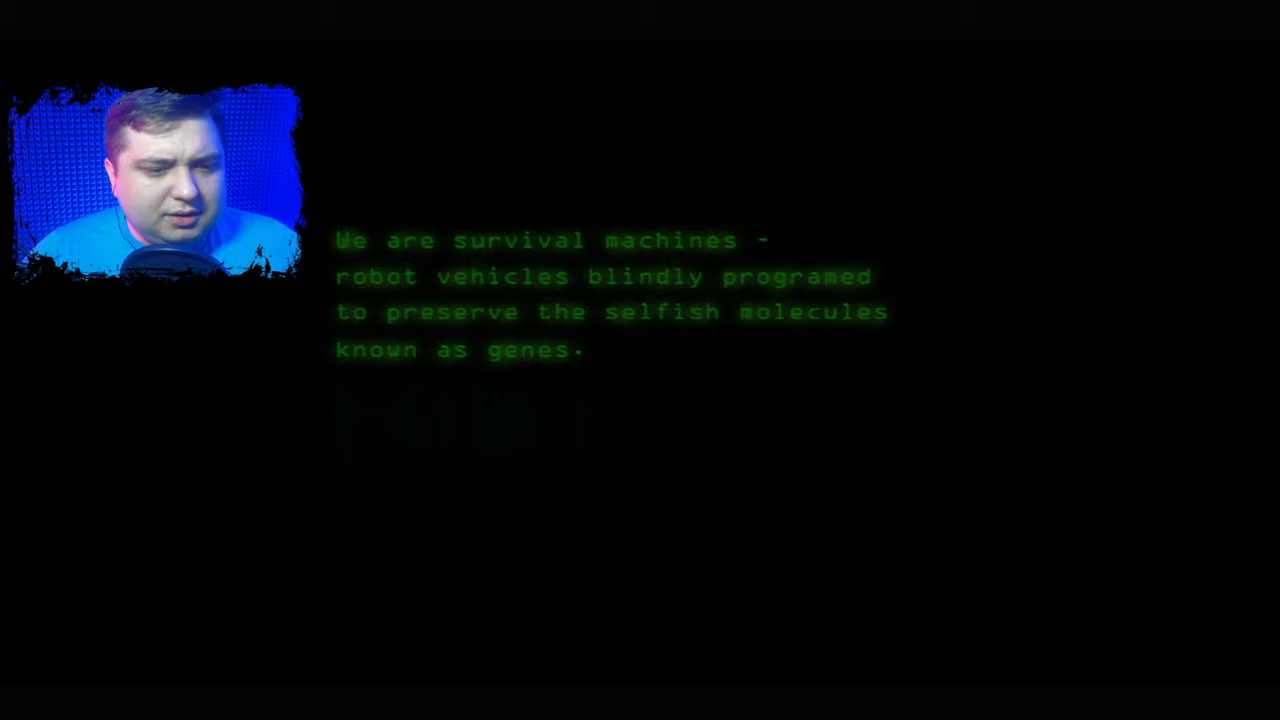 We are survival machines -
robot vehicles blindly programed
to preserve the selfish molecules
known as genes.